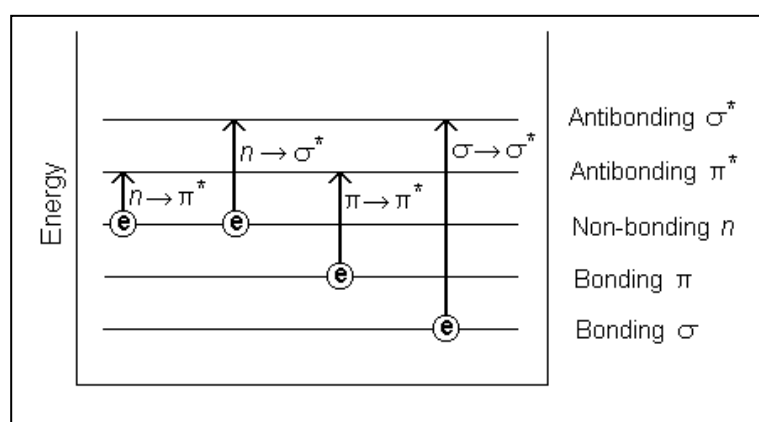 Energy
n → σ*
σ → σ*
n → π*
π → π*
e
e
e
e
Antibonding σ*
Antibonding π*
Non-bonding n
Bonding π
Bonding σ